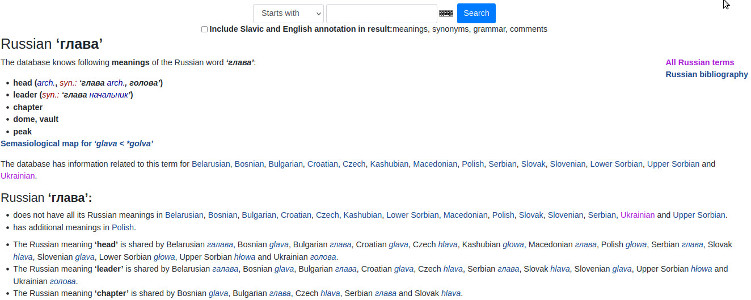 Starts with
Search
Include Slavic and English annotation in result:meanings, synonyms, grammar, comments
Russian ‘глава’
The database knows following meanings of the Russian word ‘глава’:
All Russian terms
Russian bibliography
head (arch., syn.: ‘глава arch., голова’)
leader (syn.: ‘глава начальник’)
chapter
dome, vault
peak
Semasiological map for ‘glava < *golva’
The database has information related to this term for Belarusian, Bosnian, Bulgarian, Croatian, Czech, Kashubian, Macedonian, Polish, Serbian, Slovak, Slovenian, Lower Sorbian, Upper Sorbian and
Ukrainian.
Russian ‘глава’:
does not have all its Russian meanings in Belarusian, Bosnian, Bulgarian, Croatian, Czech, Kashubian, Lower Sorbian, Macedonian, Polish, Slovak, Slovenian, Serbian, Ukrainian and Upper Sorbian.
has additional meanings in Polish.
The Russian meaning ‘head’ is shared by Belarusian галава, Bosnian glava, Bulgarian глава, Croatian glava, Czech hlava, Kashubian głowa, Macedonian глава, Polish głowa, Serbian глава, Slovak
hlava, Slovenian glava, Lower Sorbian głowa, Upper Sorbian hłowa and Ukrainian голова.
The Russian meaning ‘leader’ is shared by Belarusian галава, Bosnian glava, Bulgarian глава, Croatian glava, Czech hlava, Serbian глава, Slovak hlava, Slovenian glava, Upper Sorbian hłowa and
Ukrainian голова.
The Russian meaning ‘chapter’ is shared by Bosnian glava, Bulgarian глава, Czech hlava, Serbian глава and Slovak hlava.